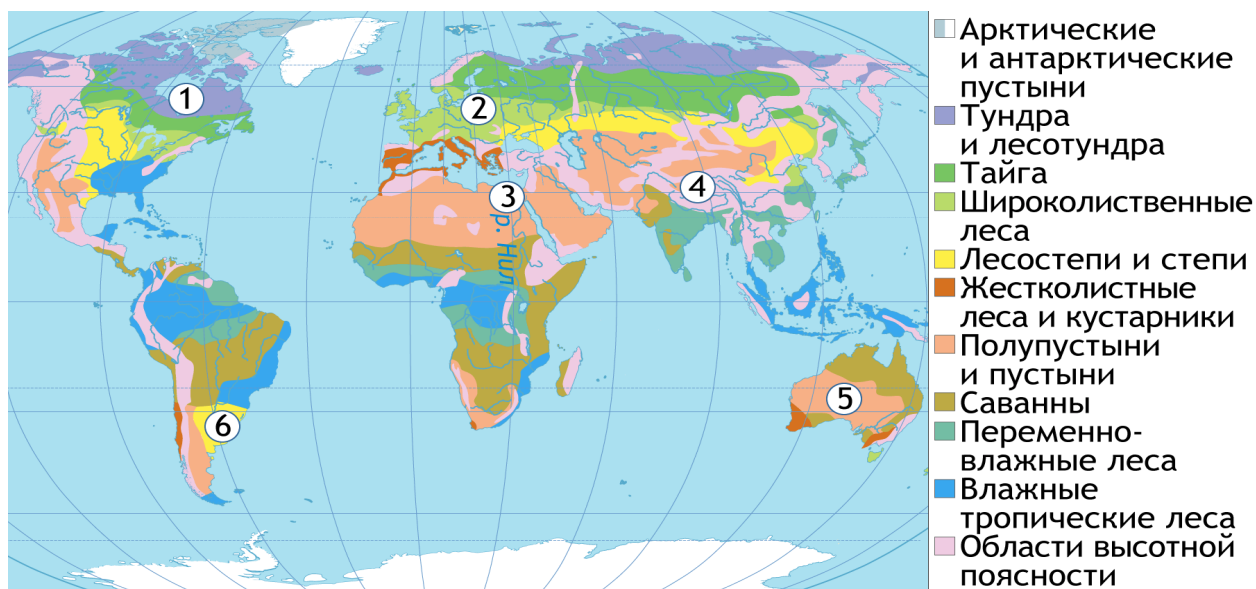 1
2
3
4
5
6
р. Нил
Арктические
и антарктические
пустыни
Тундра
и лесотундра
Тайга
Широколиственные
леса
Лесостепи и степи
Жестколистные
леса и кустарники
Полупустыни
и пустыни
Саванны
Переменно-
влажные леса
Влажные
тропические леса
Области высотной
поясности